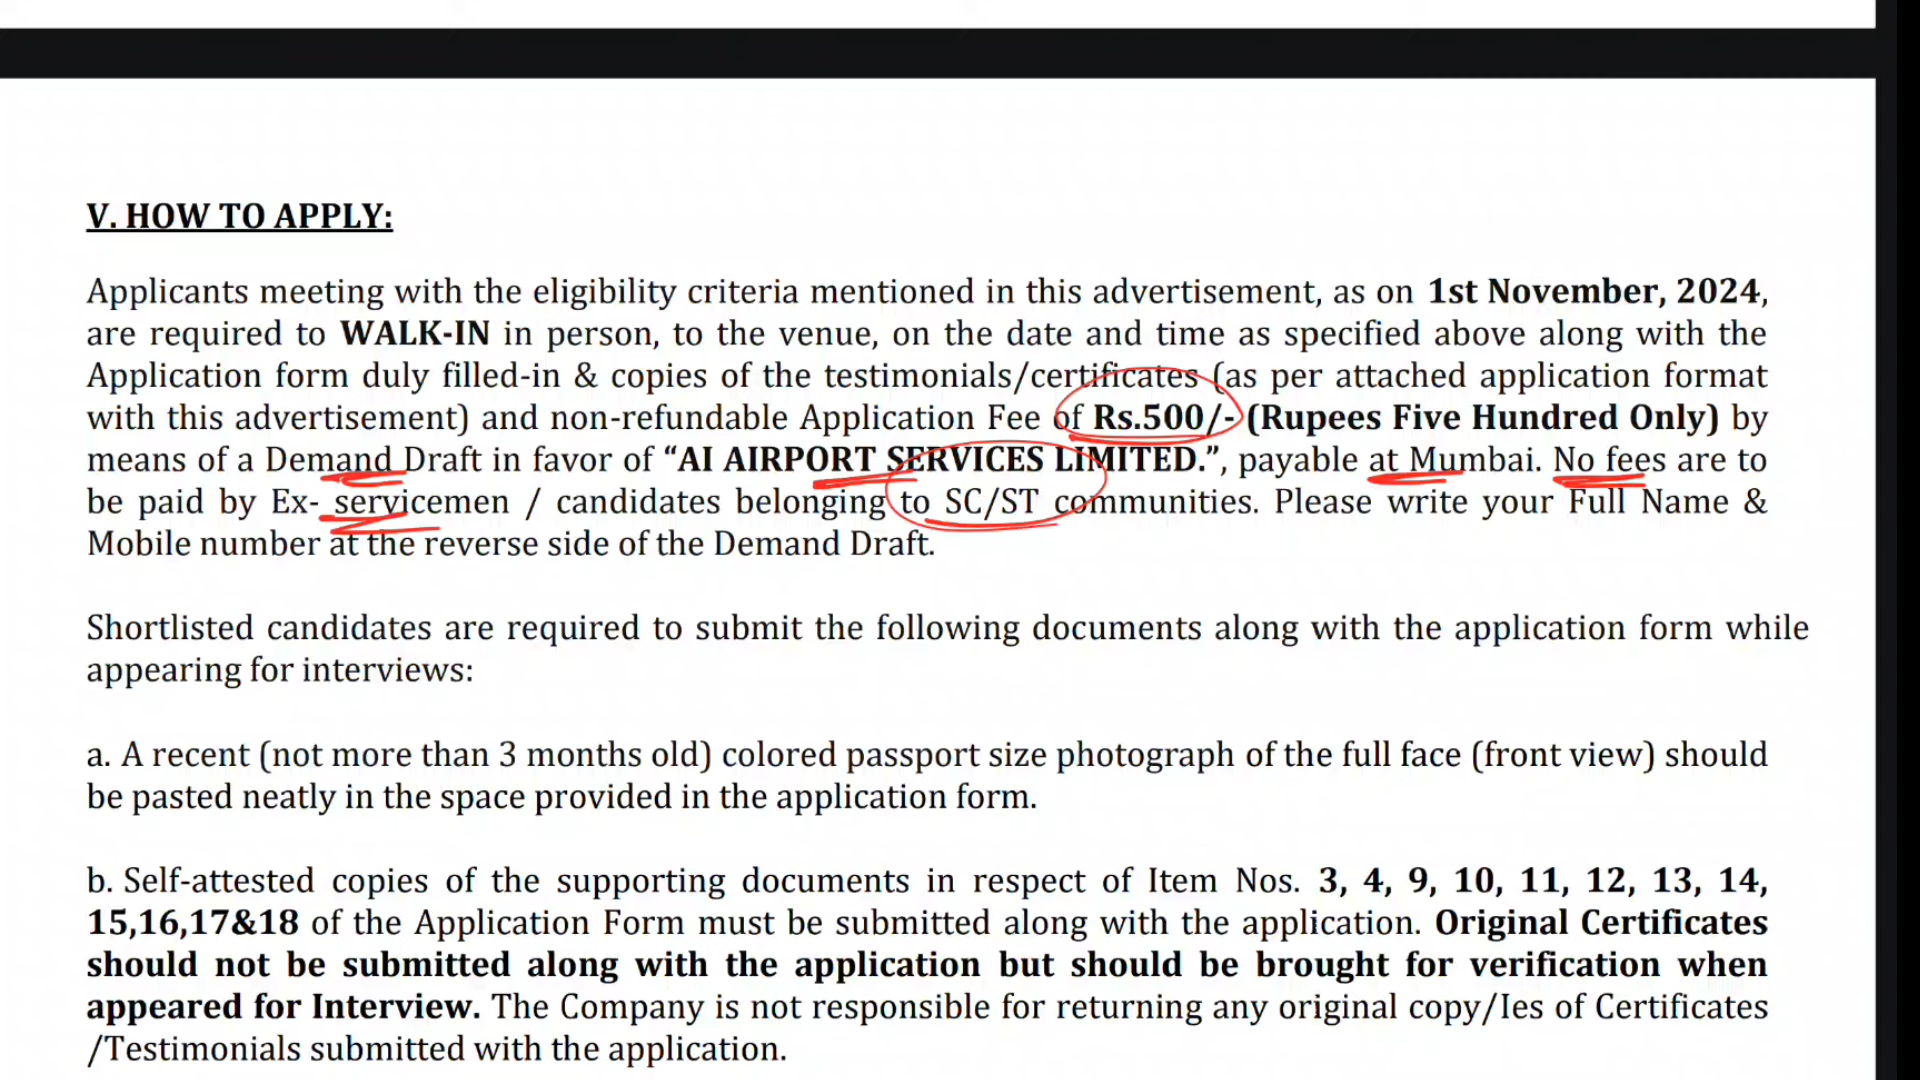 V. HOW TO APPLY:
Applicants meeting with the eligibility criteria mentioned in this advertisement, as on 1st November, 2024,
are required to WALK-IN in person, to the venue, on the date and time as specified above along with the
Application form duly filled-in & copies of the testimonials/certificates (as per attached application format
with this advertisement) and non-refundable Application Fee of Rs.500/- (Rupees Five Hundred Only) by
means of a Demand Draft in favor of “AI AIRPORT SERVICES LIMITED.”, payable at Mumbai. No fees are to
be paid by Ex- servicemen / candidates belonging to SC/ST communities. Please write your Full Name &
Mobile number at the reverse side of the Demand Draft.
Shortlisted candidates are required to submit the following documents along with the application form while
appearing for interviews:
a. A recent (not more than 3 months old) colored passport size photograph of the full face (front view) should
be pasted neatly in the space provided in the application form.
b. Self-attested copies of the supporting documents in respect of Item Nos. 3, 4, 9, 10, 11, 12, 13, 14,
15,16,17&18 of the Application Form must be submitted along with the application. Original Certificates
should not be submitted along with the application but should be brought for verification when
appeared for Interview. The Company is not responsible for returning any original copy/Ies of Certificates
/Testimonials submitted with the application.